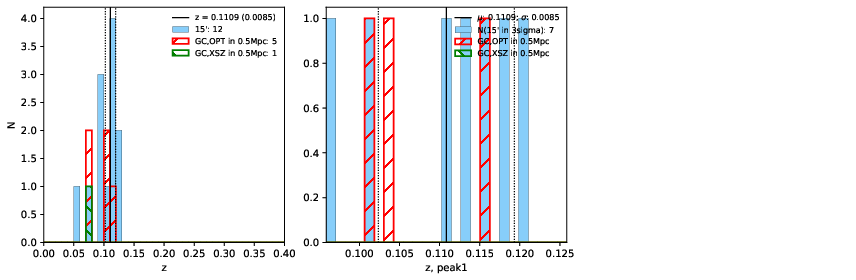 z = 0.1109 (0.0085)
15': 12
GC,OPT in 0.5Mpc: 5
GC,XSZ in 0.5Mpc: 1
N
4.0
3.5
3.0
2.5
2.0
1.5
1.0
0.5
0.0
0.00 0.05 0.10 0.15 0.20 0.25 0.30 0.35 0.40
z
μ: 0.1109; σ: 0.0085
N(15' in 3sigma): 7
GC,OPT in 0.5Mpc
GC,XSZ in 0.5Mpc
1.0
0.8
0.6
0.4
0.2
0.0
0.100 0.105 0.110 0.115 0.120 0.125
z, peak1